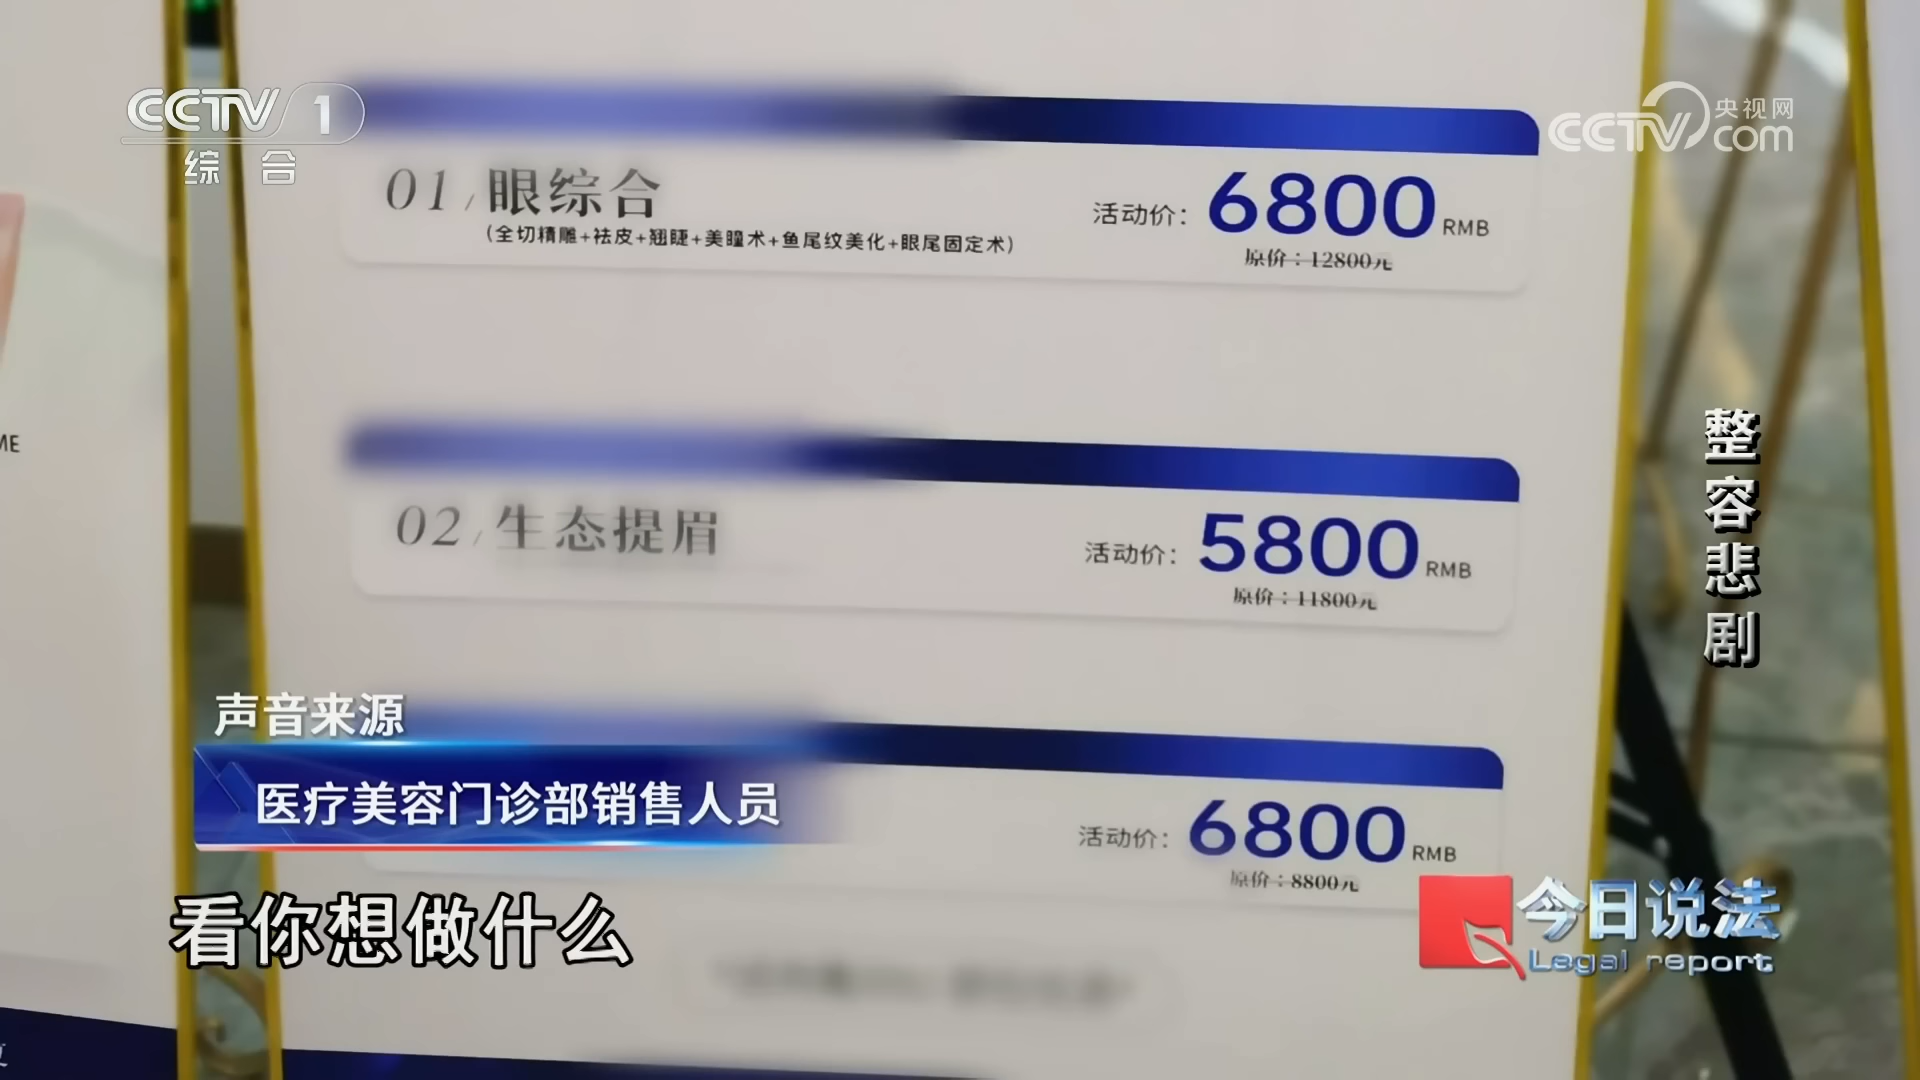 CCTV 1
综 合
央视网
CCTV com
01 / 眼综合
(全切精雕+祛皮+翘睫+美瞳术+鱼尾纹美化+眼尾固定术)
活动价: 6800 RMB
原价:12800元
02 / 生态提眉
活动价: 5800 RMB
原价:11800元
活动价: 6800 RMB
原价:8800元
整容悲剧
声音来源
医疗美容门诊部销售人员
看你想做什么
今日说法
Legal report
ME